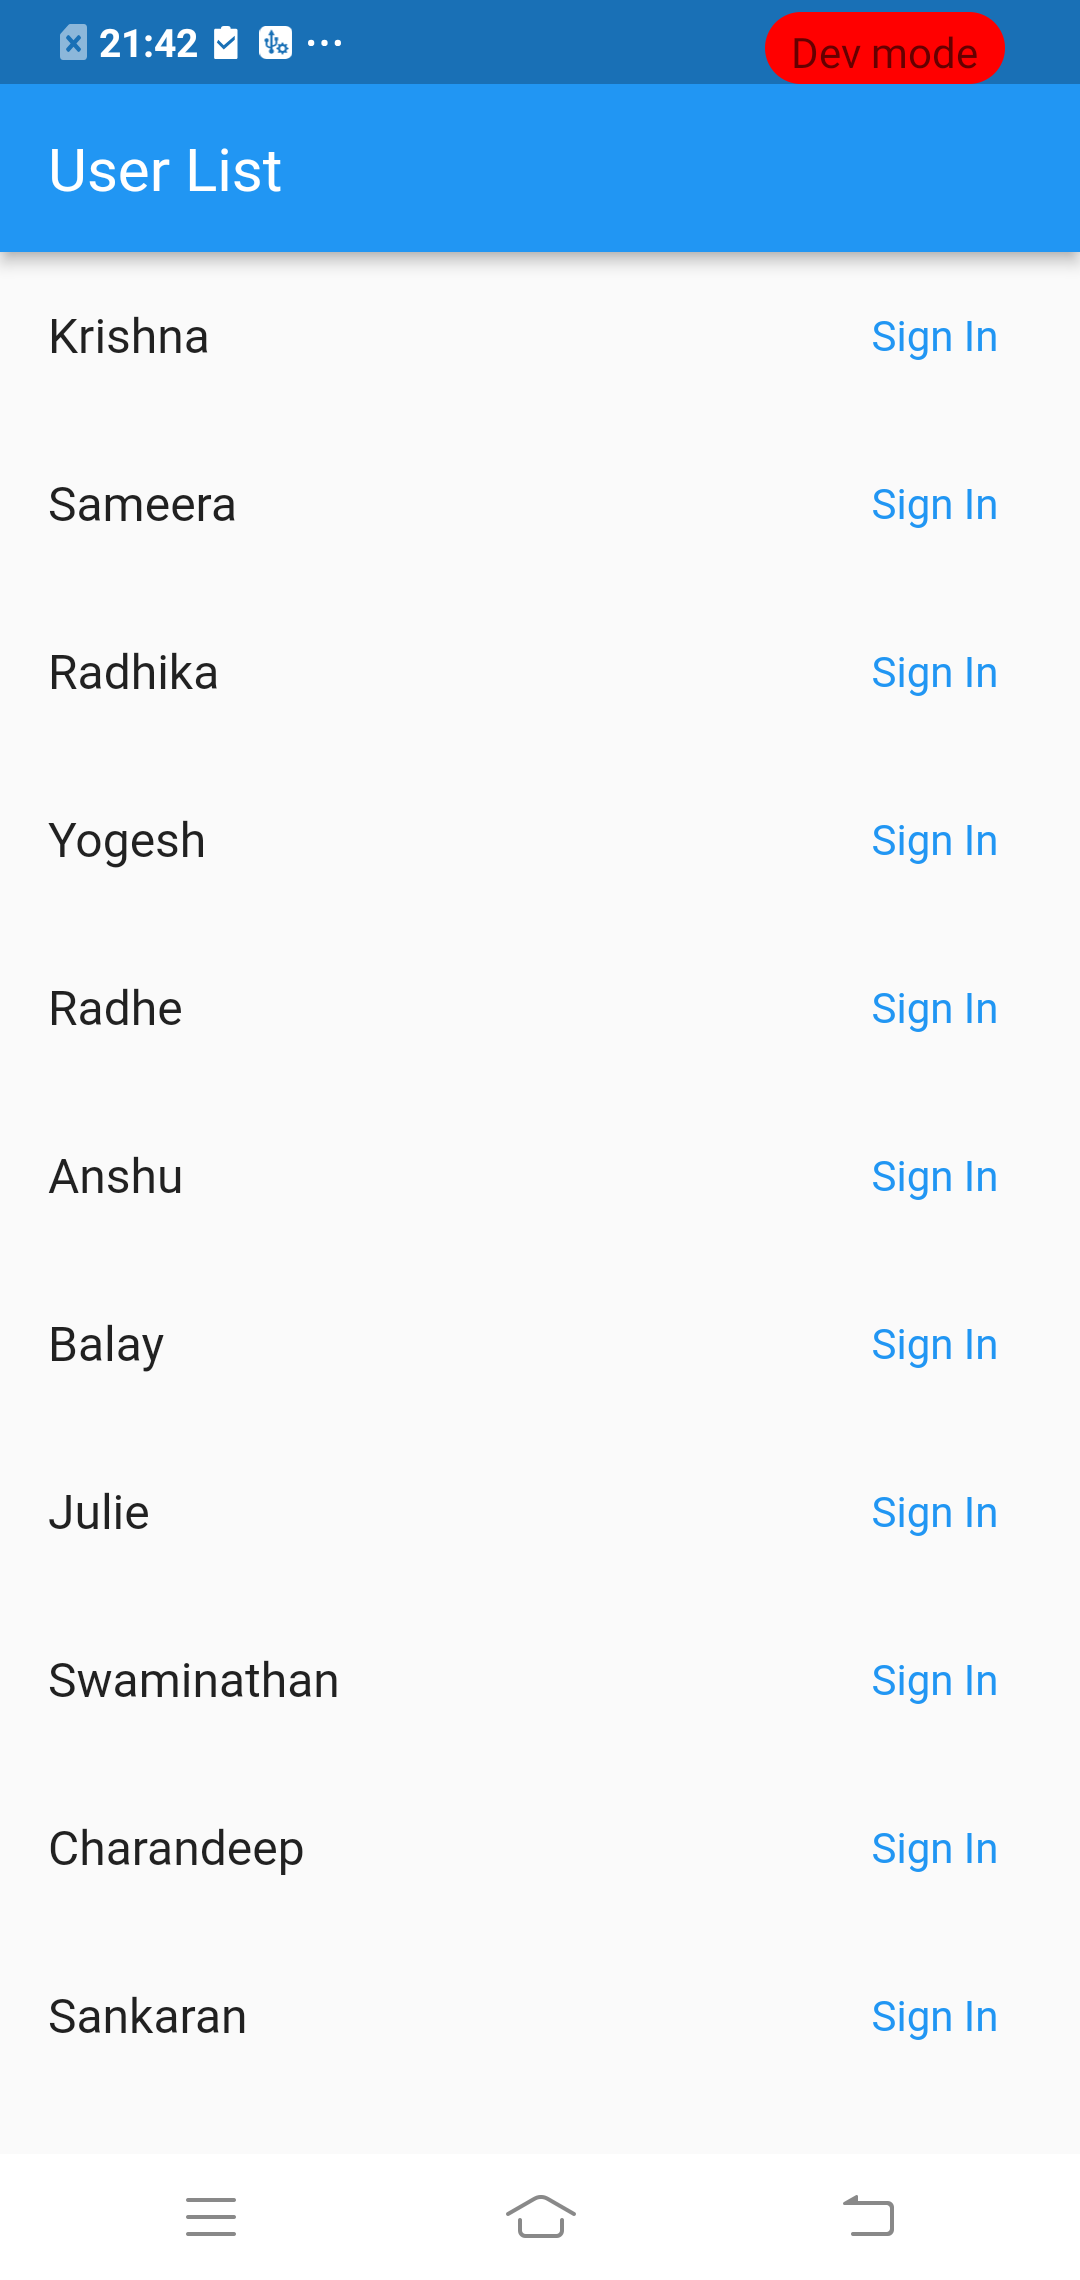 21:42
Dev mode
User List
Krishna Sign In
Sameera Sign In
Radhika Sign In
Yogesh Sign In
Radhe Sign In
Anshu Sign In
Balay Sign In
Julie Sign In
Swaminathan Sign In
Charandeep Sign In
Sankaran Sign In